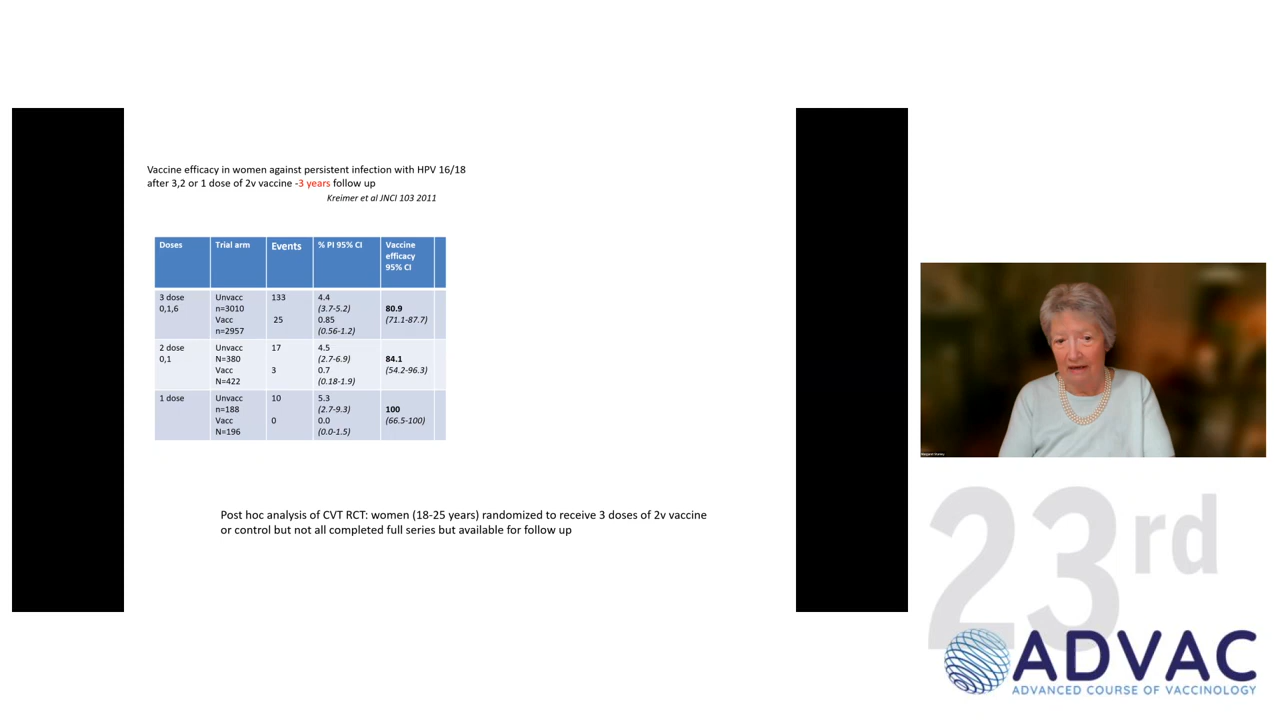 Vaccine efficacy in women against persistent infection with HPV 16/18
after 3,2 or 1 dose of 2v vaccine -3 years follow up
Kreimer et al JNCI 103 2011
Doses Trial arm Events % PI 95% CI Vaccine
efficacy
95% CI
3 dose Unvacc 133 4.4
0,1,6 n=3010 (3.7-5.2) 80.9
Vacc 25 0.85 (71.1-87.7)
n=2957 (0.56-1.2)
2 dose Unvacc 17 4.5
0,1 N=380 (2.7-6.9) 84.1
Vacc 3 0.7 (54.2-96.3)
N=422 (0.18-1.9)
1 dose Unvacc 10 5.3
n=188 (2.7-9.3) 100
Vacc 0 0.0 (66.5-100)
N=196 (0.0-1.5)
Post hoc analysis of CVT RCT: women (18-25 years) randomized to receive 3 doses of 2v vaccine
or control but not all completed full series but available for follow up
Margaret Stanley
23rd
ADVAC
ADVANCED COURSE OF VACCINOLOGY